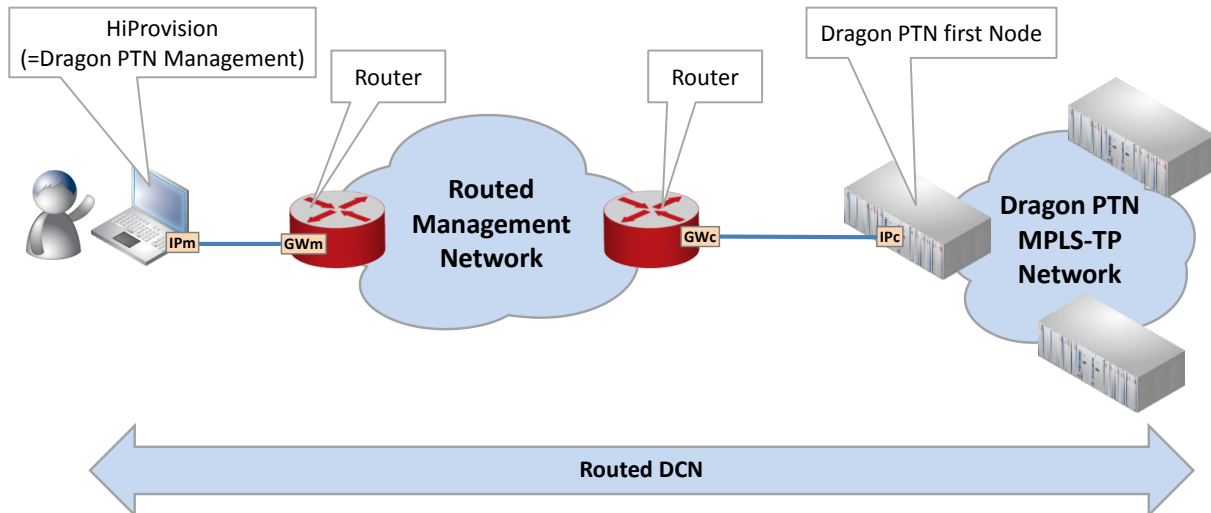 HiProvision
(=Dragon PTN Management)
Router
Router
Dragon PTN first Node
Routed
Management
Network
Dragon PTN
MPLS-TP
Network
IPm
GWm
GWc
IPc
Routed DCN